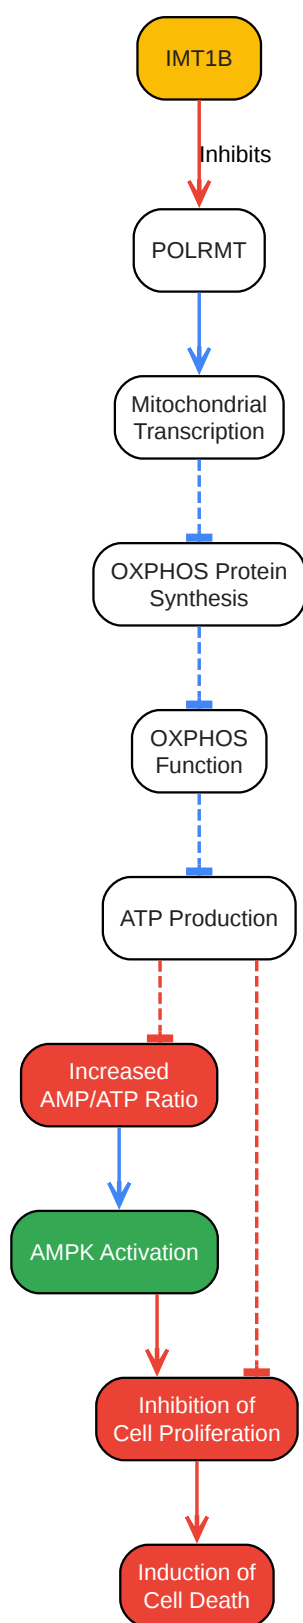 IMT1B
Inhibits
POLRMT
Mitochondrial
Transcription
OXPHOS Protein
Synthesis
OXPHOS
Function
ATP Production
Increased
AMP/ATP Ratio
AMPK Activation
Inhibition of
Cell Proliferation
Induction of
Cell Death